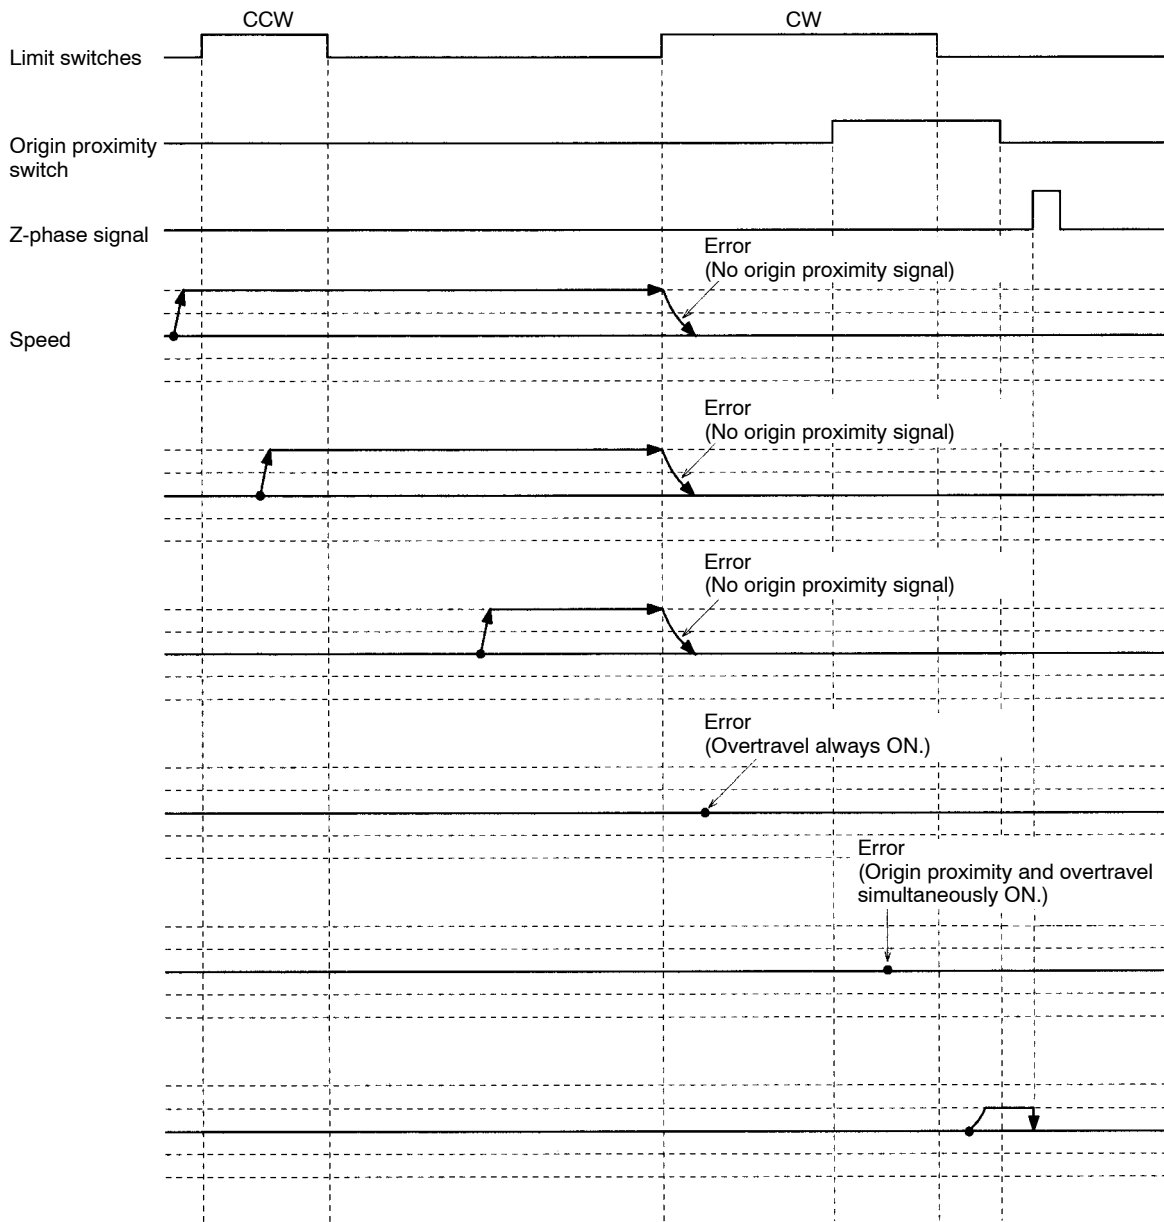 CCW
CW
Limit switches
Origin proximity
switch
Z-phase signal
Error
(No origin proximity signal)
Speed
Error
(No origin proximity signal)
Error
(No origin proximity signal)
Error
(Overtravel always ON.)
Error
(Origin proximity and overtravel
simultaneously ON.)